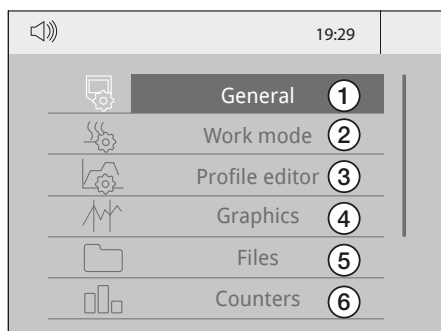 19:29
General 1
Work mode 2
Profile editor 3
Graphics 4
Files 5
Counters 6